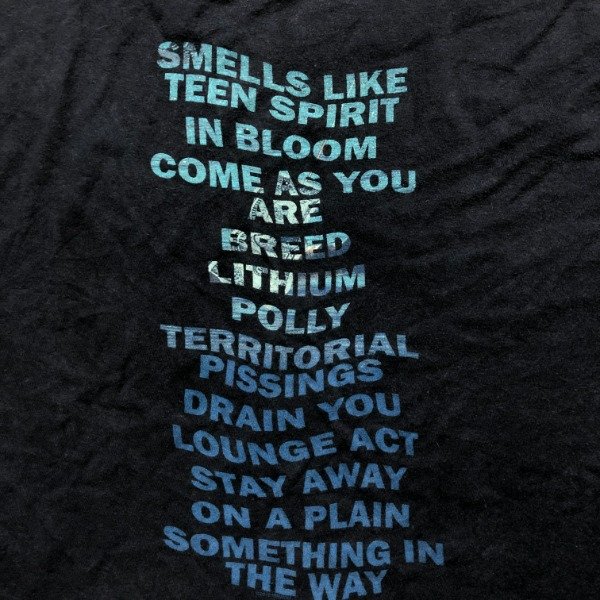 SMELLS LIKE
TEEN SPIRIT
IN BLOOM
COME AS YOU
ARE
BREED
LITHIUM
POLLY
TERRITORIAL
PISSINGS
DRAIN YOU
LOUNGE ACT
STAY AWAY
ON A PLAIN
SOMETHING IN
THE WAY